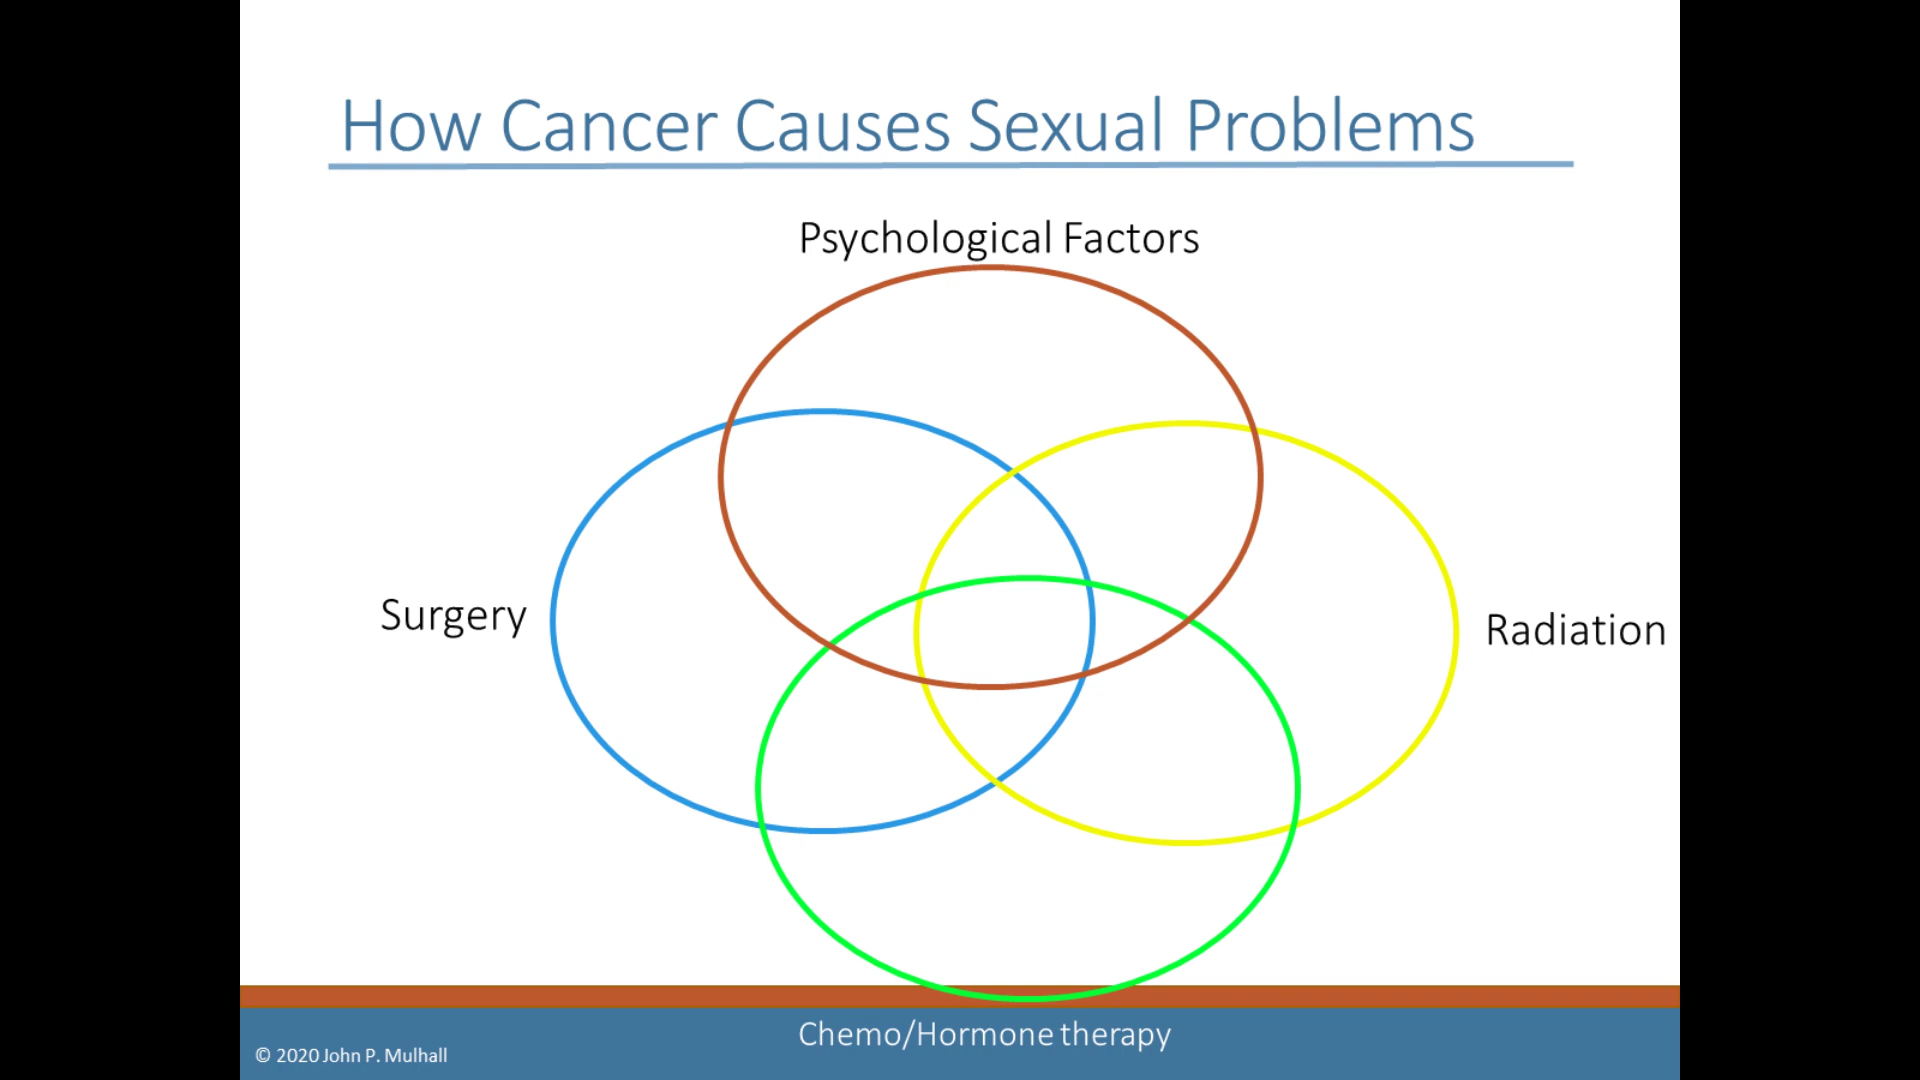 How Cancer Causes Sexual Problems
Psychological Factors
Surgery
Radiation
Chemo/Hormone therapy
© 2020 John P. Mulhall